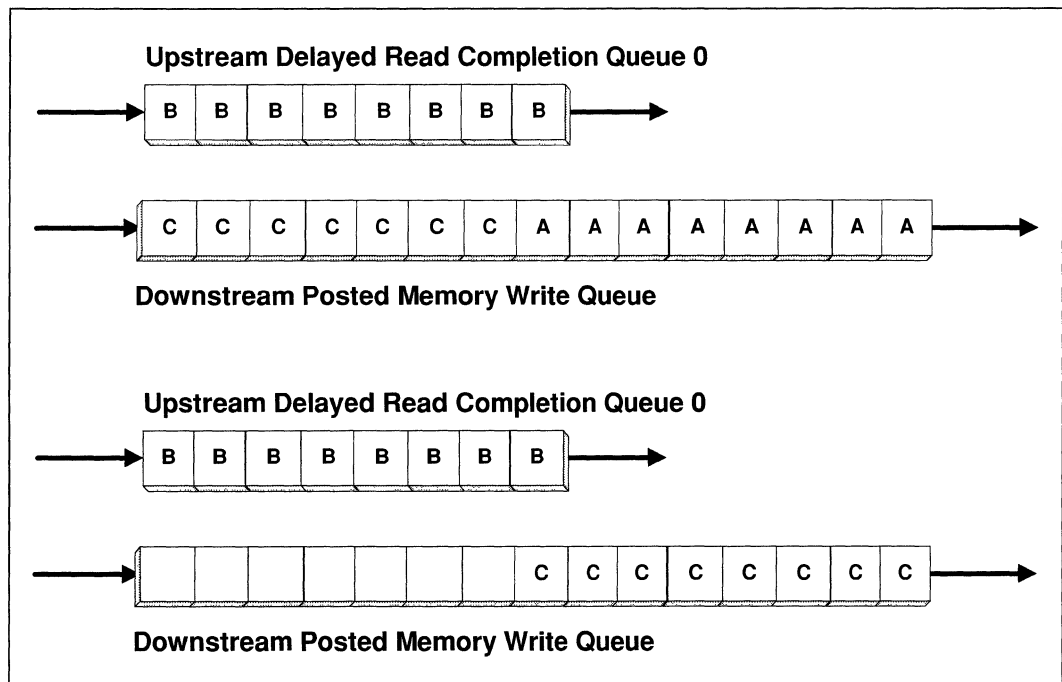 Upstream Delayed Read Completion Queue 0
B B B B B B B B
C C C C C C C A A A A A A A A
Downstream Posted Memory Write Queue
Upstream Delayed Read Completion Queue 0
B B B B B B B B
C C C C C C C C
Downstream Posted Memory Write Queue